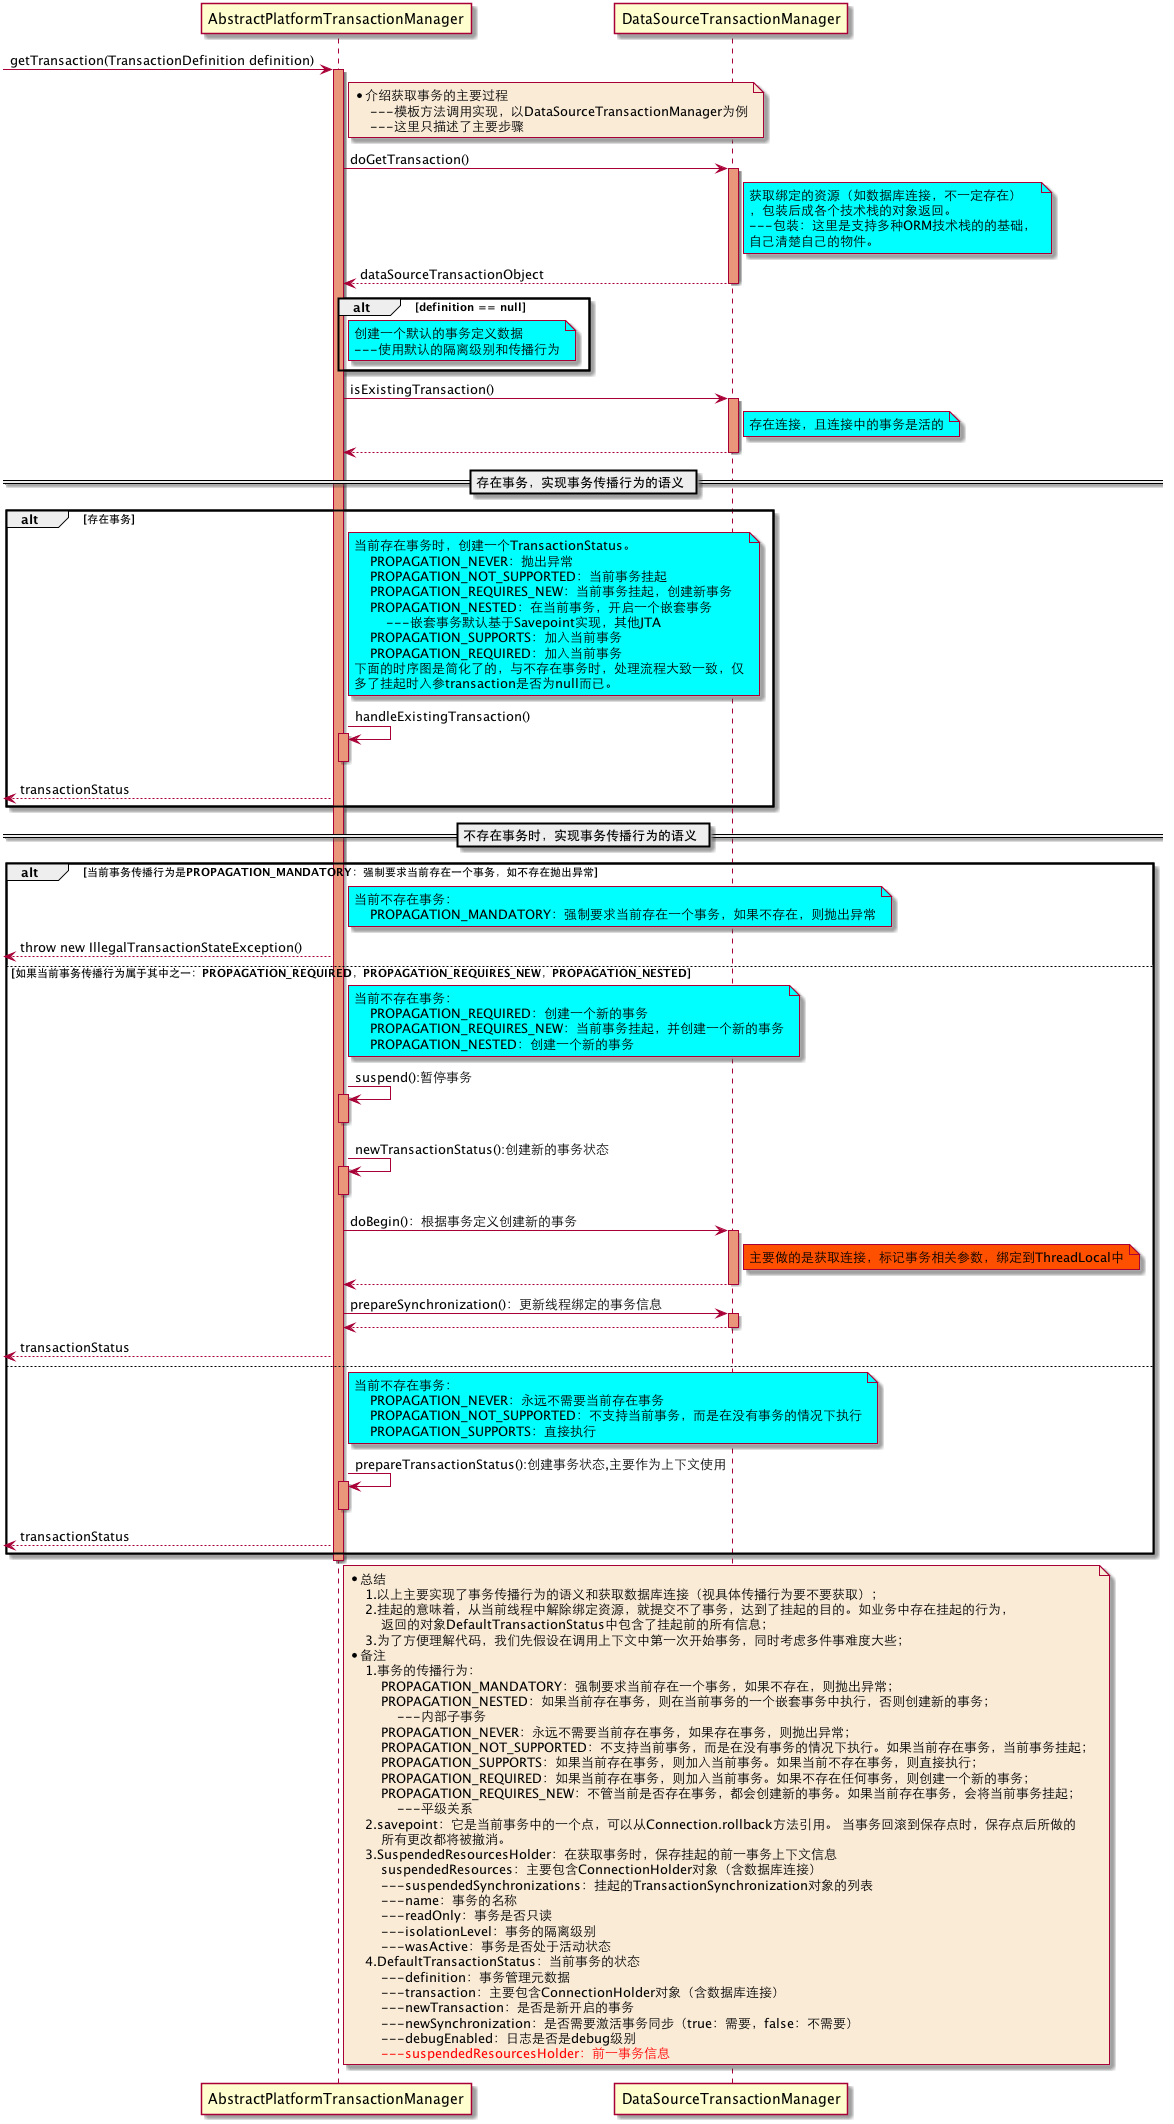 AbstractPlatformTransactionManager
DataSourceTransactionManager
getTransaction(TransactionDefinition definition)
•介绍获取事务的主要过程
---模板方法调用实现，以DataSourceTransactionManager为例
---这里只描述了主要步骤
doGetTransaction()
获取绑定的资源（如数据库连接，不一定存在）
，包装后成各个技术栈的对象返回。
---包装：这里是支持多种ORM技术栈的的基础，
自己清楚自己的物件。
dataSourceTransactionObject
alt
[definition == null]
创建一个默认的事务定义数据
---使用默认的隔离级别和传播行为
isExistingTransaction()
存在连接，且连接中的事务是活的
存在事务，实现事务传播行为的语义
alt
[存在事务]
当前存在事务时，创建一个TransactionStatus。
PROPAGATION_NEVER：抛出异常
PROPAGATION_NOT_SUPPORTED：当前事务挂起
PROPAGATION_REQUIRES_NEW：当前事务挂起，创建新事务
PROPAGATION_NESTED：在当前事务，开启一个嵌套事务
---嵌套事务默认基于Savepoint实现，其他JTA
PROPAGATION_SUPPORTS：加入当前事务
PROPAGATION_REQUIRED：加入当前事务
下面的时序图是简化了的，与不存在事务时，处理流程大致一致，仅
多了挂起时入参transaction是否为null而已。
handleExistingTransaction()
transactionStatus
不存在事务时，实现事务传播行为的语义
alt
[当前事务传播行为是PROPAGATION_MANDATORY：强制要求当前存在一个事务，如不存在抛出异常]
当前不存在事务：
PROPAGATION_MANDATORY：强制要求当前存在一个事务，如果不存在，则抛出异常
throw new IllegalTransactionStateException()
[如果当前事务传播行为属于其中之一：PROPAGATION_REQUIRED，PROPAGATION_REQUIRES_NEW，PROPAGATION_NESTED]
当前不存在事务：
PROPAGATION_REQUIRED：创建一个新的事务
PROPAGATION_REQUIRES_NEW：当前事务挂起，并创建一个新的事务
PROPAGATION_NESTED：创建一个新的事务
suspend():暂停事务
newTransactionStatus():创建新的事务状态
doBegin()：根据事务定义创建新的事务
主要做的是获取连接，标记事务相关参数，绑定到ThreadLocal中
prepareSynchronization()：更新线程绑定的事务信息
transactionStatus
当前不存在事务：
PROPAGATION_NEVER：永远不需要当前存在事务
PROPAGATION_NOT_SUPPORTED：不支持当前事务，而是在没有事务的情况下执行
PROPAGATION_SUPPORTS：直接执行
prepareTransactionStatus():创建事务状态,主要作为上下文使用
transactionStatus
•总结
1.以上主要实现了事务传播行为的语义和获取数据库连接（视具体传播行为要不要获取）；
2.挂起的意味着，从当前线程中解除绑定资源，就提交不了事务，达到了挂起的目的。如业务中存在挂起的行为，
返回的对象DefaultTransactionStatus中包含了挂起前的所有信息；
3.为了方便理解代码，我们先假设在调用上下文中第一次开始事务，同时考虑多件事难度大些；
•备注
1.事务的传播行为：
PROPAGATION_MANDATORY：强制要求当前存在一个事务，如果不存在，则抛出异常；
PROPAGATION_NESTED：如果当前存在事务，则在当前事务的一个嵌套事务中执行，否则创建新的事务；
---内部子事务
PROPAGATION_NEVER：永远不需要当前存在事务，如果存在事务，则抛出异常；
PROPAGATION_NOT_SUPPORTED：不支持当前事务，而是在没有事务的情况下执行。如果当前存在事务，当前事务挂起；
PROPAGATION_SUPPORTS：如果当前存在事务，则加入当前事务。如果当前不存在事务，则直接执行；
PROPAGATION_REQUIRED：如果当前存在事务，则加入当前事务。如果不存在任何事务，则创建一个新的事务；
PROPAGATION_REQUIRES_NEW：不管当前是否存在事务，都会创建新的事务。如果当前存在事务，会将当前事务挂起；
---平级关系
2.savepoint：它是当前事务中的一个点，可以从Connection.rollback方法引用。 当事务回滚到保存点时，保存点后所做的
所有更改都将被撤消。
3.SuspendedResourcesHolder：在获取事务时，保存挂起的前一事务上下文信息
suspendedResources：主要包含ConnectionHolder对象（含数据库连接）
---suspendedSynchronizations：挂起的TransactionSynchronization对象的列表
---name：事务的名称
---readOnly：事务是否只读
---isolationLevel：事务的隔离级别
---wasActive：事务是否处于活动状态
4.DefaultTransactionStatus：当前事务的状态
---definition：事务管理元数据
---transaction：主要包含ConnectionHolder对象（含数据库连接）
---newTransaction：是否是新开启的事务
---newSynchronization：是否需要激活事务同步（true：需要，false：不需要）
---debugEnabled：日志是否是debug级别
---suspendedResourcesHolder：前一事务信息
AbstractPlatformTransactionManager
DataSourceTransactionManager